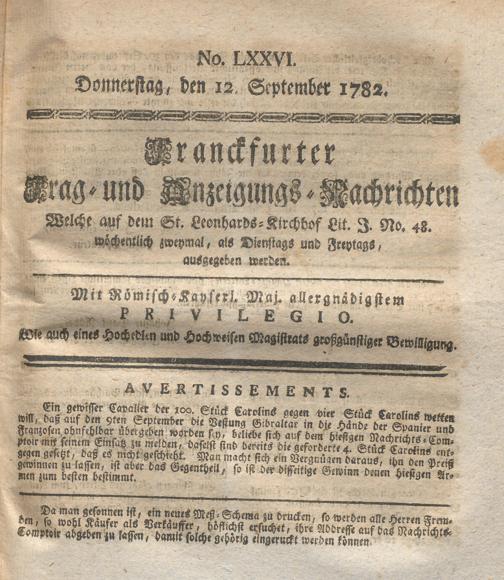 No. LXXVI.
Donnerstag, den 12. September 1782.
Franckfurter
Frag- und Anzeigungs-Nachrichten
Welche auf dem St. Leonhards-Kirchhof Lit. J. No. 48.
wöchentlich zweymal, als Dienstags und Freytags,
ausgegeben werden.
Mit Römisch-Kayserl. Maj. allergnädigstem
PRIVILEGIO.
Wie auch eines Hochedlen und Hochweisen Magistrats großgünstiger Bewilligung.
AVERTISSEMENTS.
Ein gewisser Cavalier der 100. Stück Carolins gegen vier Stück Carolins wetten
will, daß auf den 9ten September die Vestung Gibraltar in die Hände der Spanier und
Franzosen ohnfehlbar übergeben worden sey, beliebe sich auf dem hiesigen Nachrichts-Com-
ptoir mit seinem Einsatz zu melden, daselbst sind bereits die geforderte 4. Stück Carolins ent-
gegen gesetzt, daß es nicht geschieht. Man macht sich ein Vergnügen daraus, ihn den Preiß
gewinnen zu lassen, ist aber das Gegentheil, so ist der disseitige Gewinn denen hiesigen Ar-
men zum besten bestimmt.
Da man gesonnen ist, ein neues Meß-Schema zu drucken, so werden alle Herren Frem-
den, so wohl Käufer als Verkäuffer, höflichst ersuchet, ihre Addresse auf das Nachrichts-
Comptoir abgeben zu lassen, damit solche gehörig eingeruckt werden können.